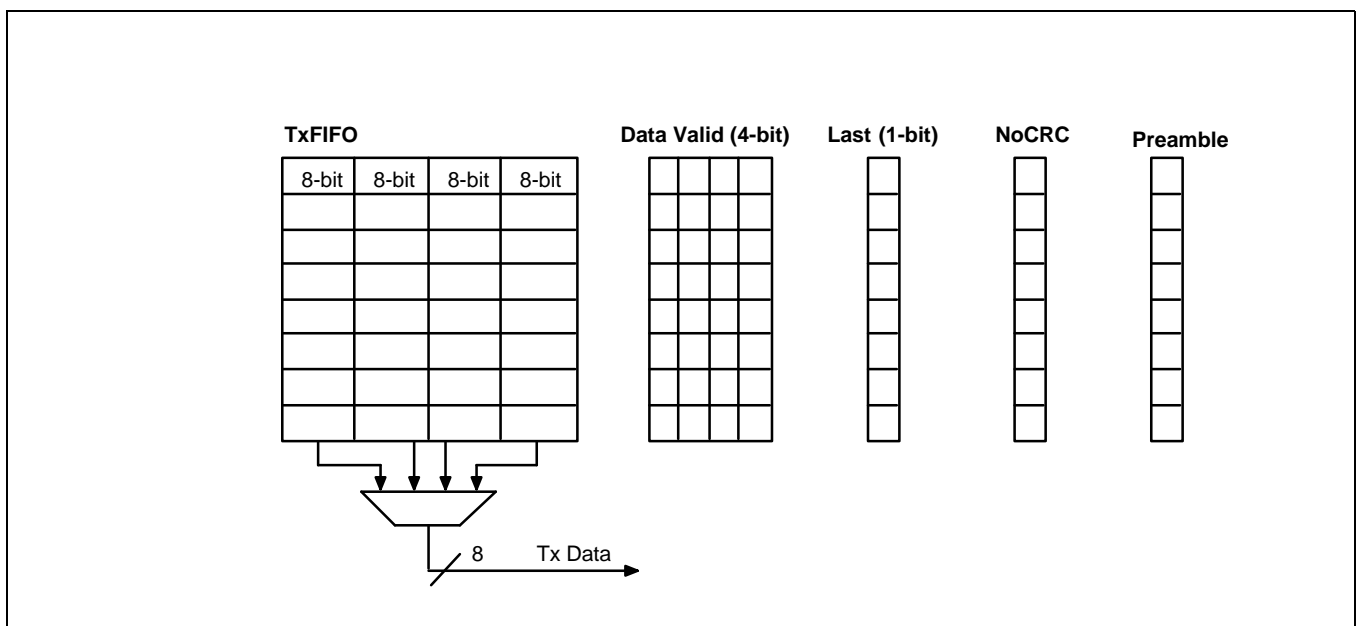 TxFIFO
Data Valid (4-bit)
Last (1-bit)
NoCRC
Preamble
8-bit 8-bit 8-bit 8-bit
8 Tx Data